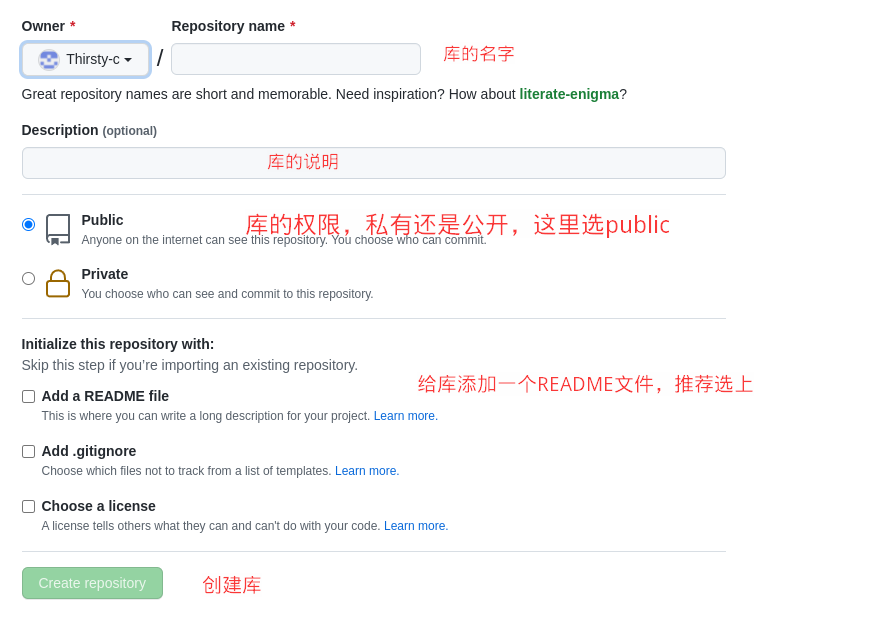 Owner * Repository name *
Thirsty-c / 库的名字
Great repository names are short and memorable. Need inspiration? How about literate-enigma?
Description (optional)
库的说明
Public
库的权限，私有还是公开，这里选public
Anyone on the internet can see this repository. You choose who can commit.
Private
You choose who can see and commit to this repository.
Initialize this repository with:
Skip this step if you’re importing an existing repository.
给库添加一个README文件，推荐选上
Add a README file
This is where you can write a long description for your project. Learn more.
Add .gitignore
Choose which files not to track from a list of templates. Learn more.
Choose a license
A license tells others what they can and can't do with your code. Learn more.
Create repository 创建库